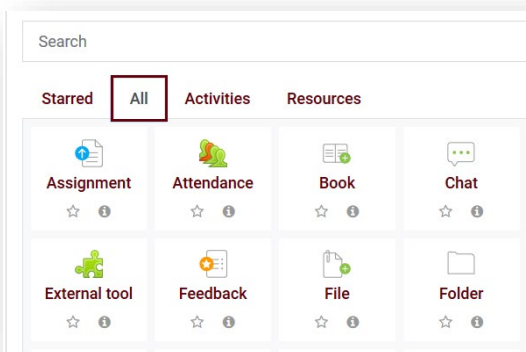 Search
Starred All Activities Resources
Assignment Attendance Book Chat
External tool Feedback File Folder